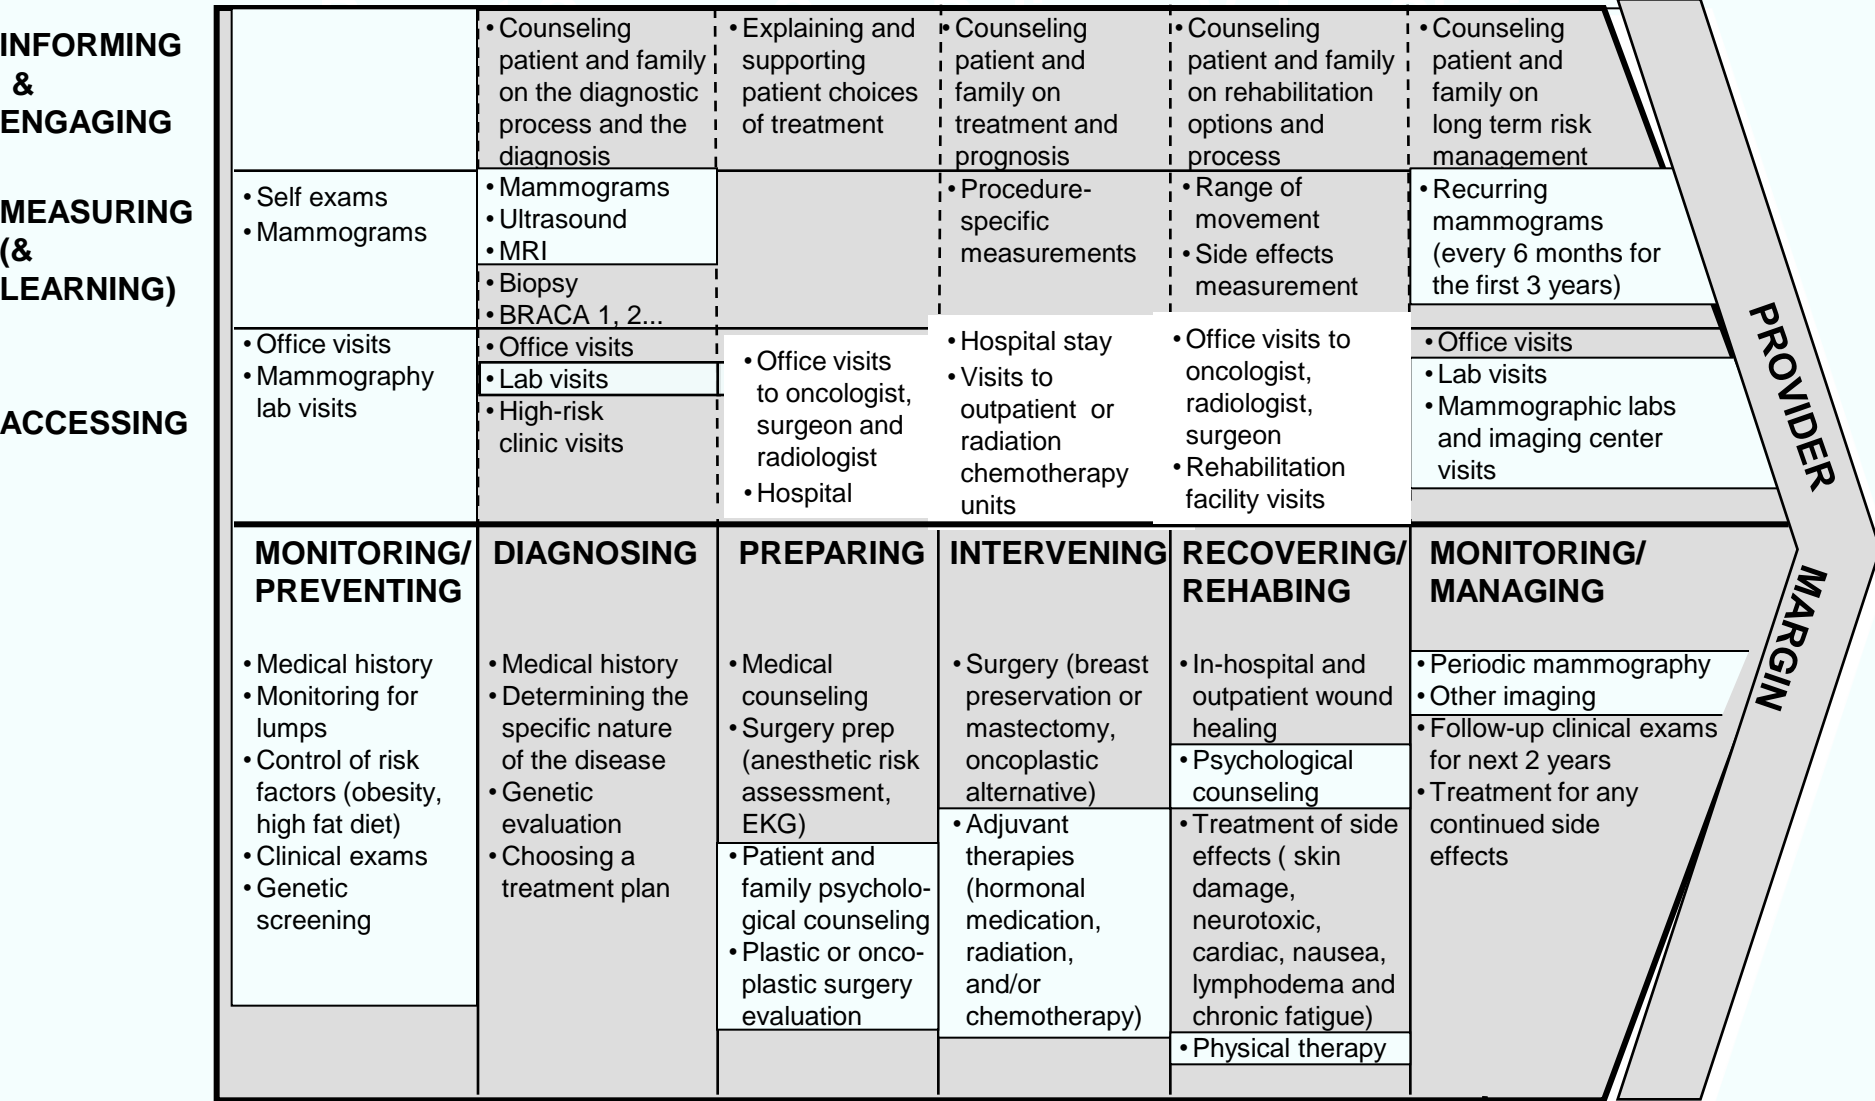 INFORMING
&
ENGAGING
• Counseling
patient and family
on the diagnostic
process and the
diagnosis
• Explaining and
supporting
patient choices
of treatment
• Counseling
patient and
family on
treatment and
prognosis
• Counseling
patient and family
on rehabilitation
options and
process
• Counseling
patient and
family on
long term risk
management
MEASURING
(&
LEARNING)
• Self exams
• Mammograms
• Mammograms
• Ultrasound
• MRI
• Biopsy
• BRACA 1, 2...
• Procedure-
specific
measurements
• Range of
movement
• Side effects
measurement
• Recurring
mammograms
(every 6 months for
the first 3 years)
ACCESSING
• Office visits
• Mammography
lab visits
• Office visits
• Lab visits
• High-risk
clinic visits
• Office visits
to oncologist,
surgeon and
radiologist
• Hospital
• Hospital stay
• Visits to
outpatient or
radiation
chemotherapy
units
• Office visits to
oncologist,
radiologist,
surgeon
• Rehabilitation
facility visits
• Office visits
• Lab visits
• Mammographic labs
and imaging center
visits
MONITORING/
PREVENTING
• Medical history
• Monitoring for
lumps
• Control of risk
factors (obesity,
high fat diet)
• Clinical exams
• Genetic
screening
DIAGNOSING
• Medical history
• Determining the
specific nature
of the disease
• Genetic
evaluation
• Choosing a
treatment plan
PREPARING
• Medical
counseling
• Surgery prep
(anesthetic risk
assessment,
EKG)
• Patient and
family psycholo-
gical counseling
• Plastic or onco-
plastic surgery
evaluation
INTERVENING
• Surgery (breast
preservation or
mastectomy,
oncoplastic
alternative)
• Adjuvant
therapies
(hormonal
medication,
radiation,
and/or
chemotherapy)
RECOVERING/
REHABING
• In-hospital and
outpatient wound
healing
• Psychological
counseling
• Treatment of side
effects ( skin
damage,
neurotoxic,
cardiac, nausea,
lymphodema and
chronic fatigue)
• Physical therapy
MONITORING/
MANAGING
• Periodic mammography
• Other imaging
• Follow-up clinical exams
for next 2 years
• Treatment for any
continued side
effects
PROVIDER
MARGIN